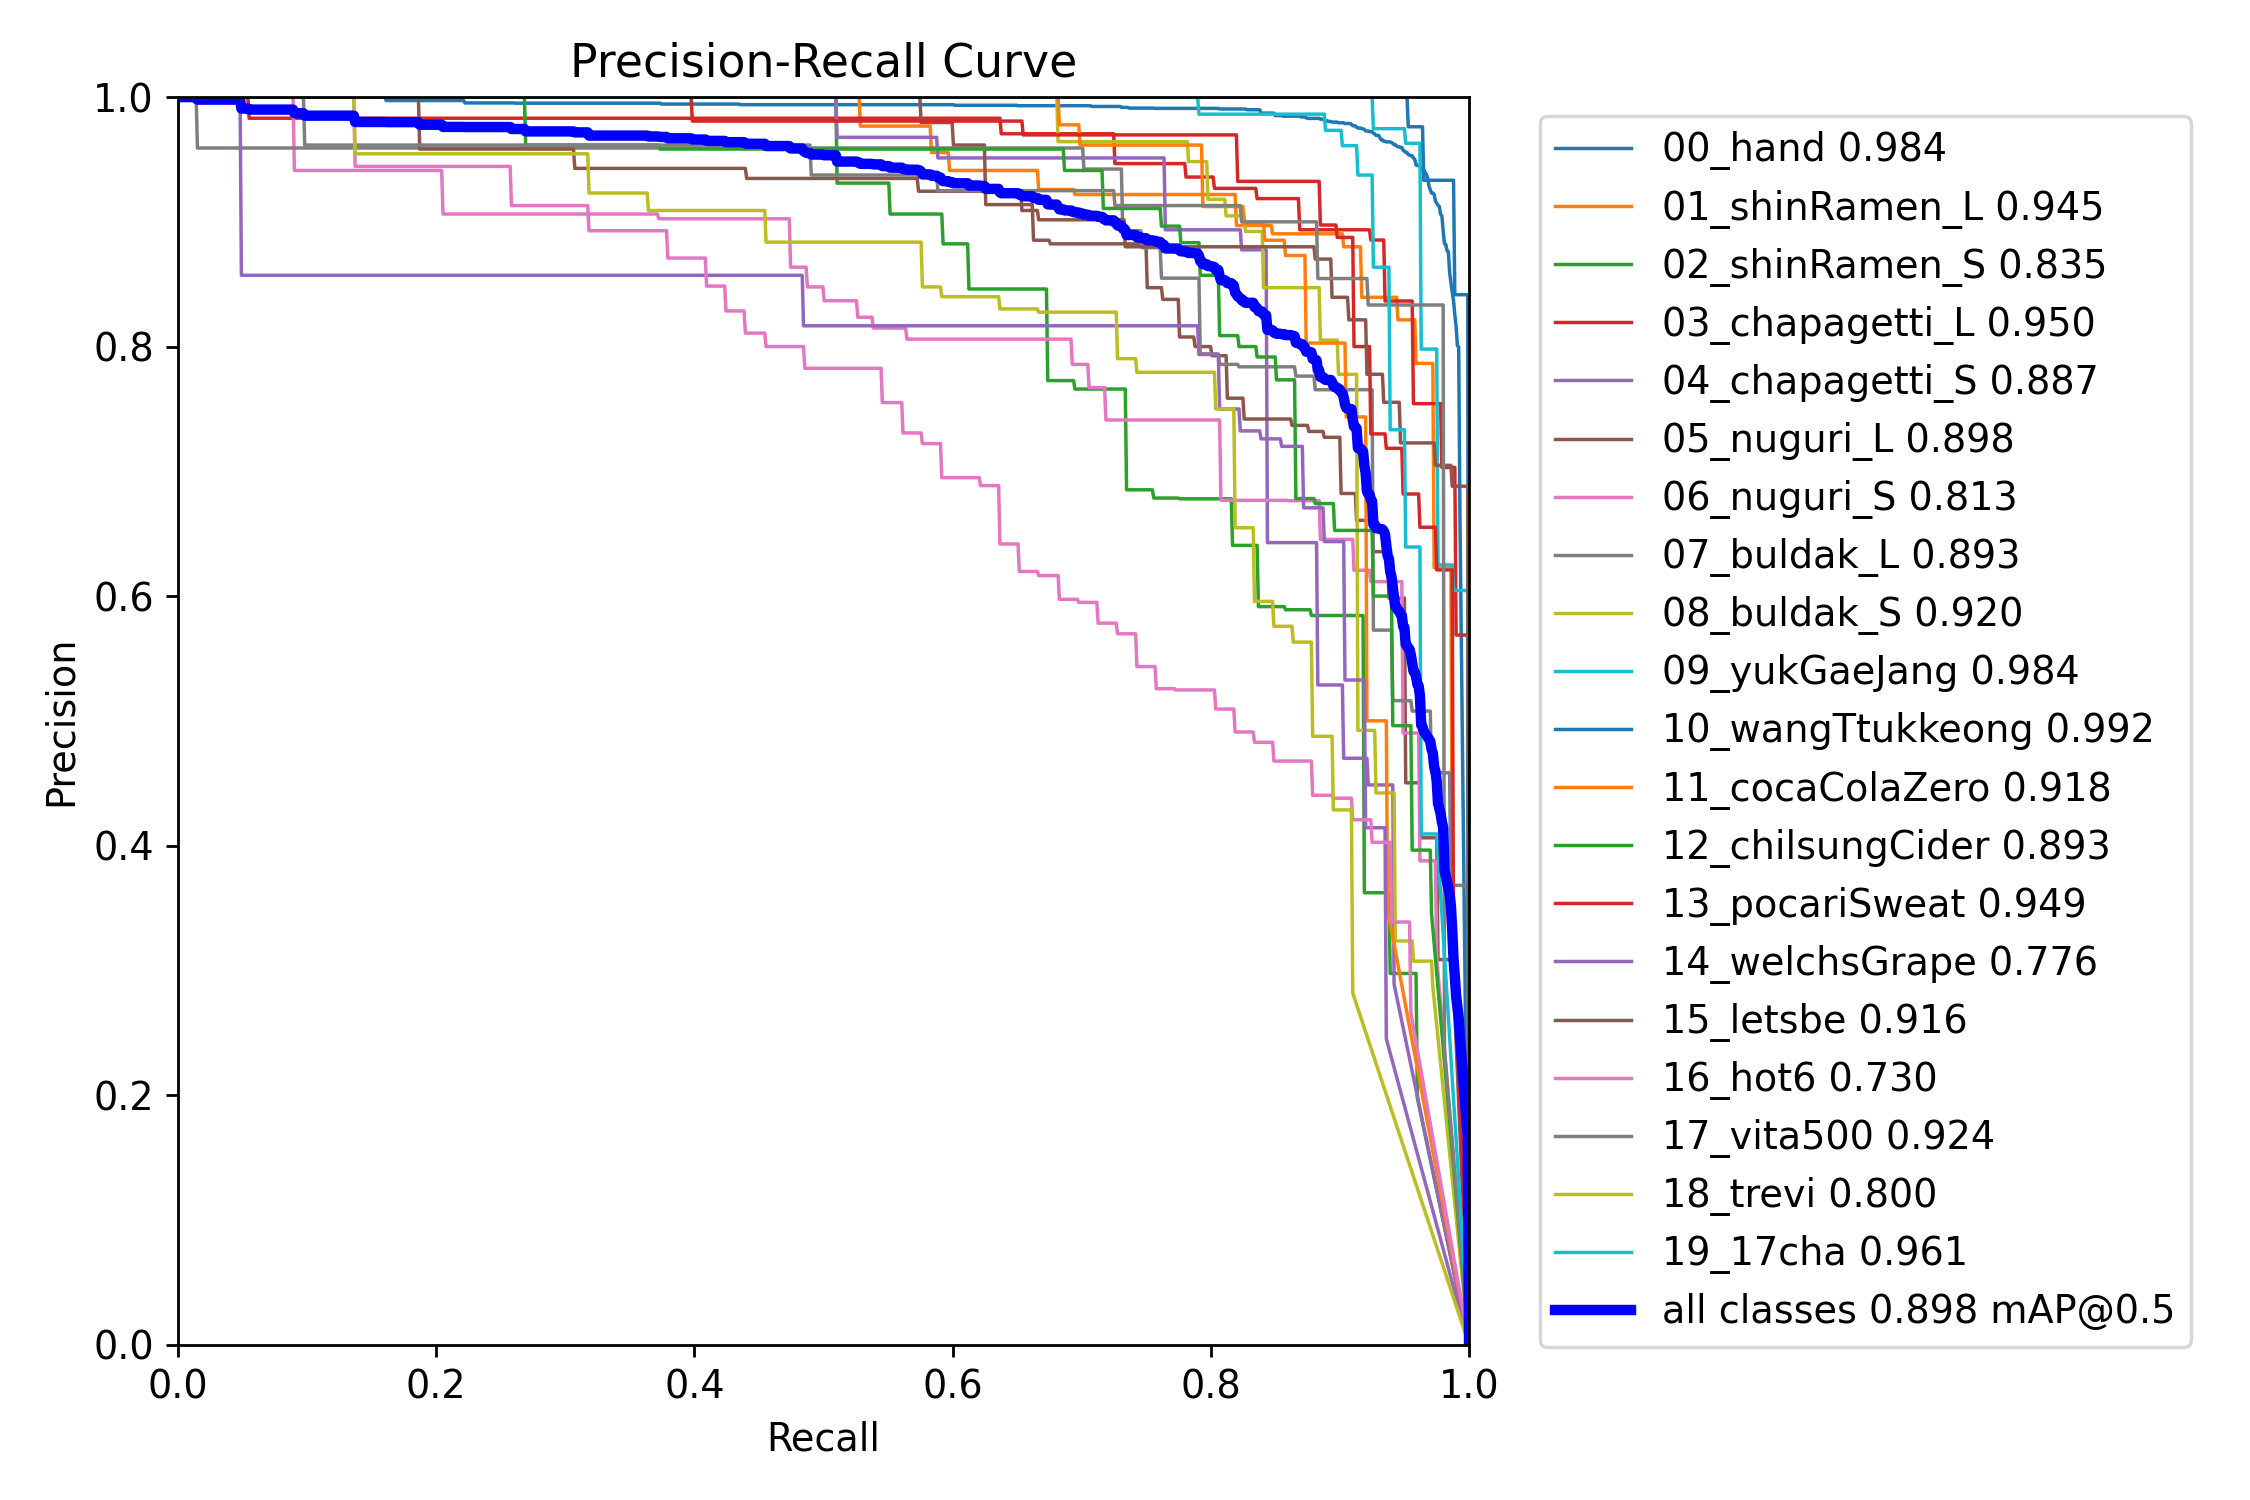 Precision-Recall Curve
1.0
0.8
0.6
0.4
0.2
0.0
Precision
0.0 0.2 0.4 0.6 0.8 1.0
Recall
00_hand 0.984
01_shinRamen_L 0.945
02_shinRamen_S 0.835
03_chapagetti_L 0.950
04_chapagetti_S 0.887
05_nuguri_L 0.898
06_nuguri_S 0.813
07_buldak_L 0.893
08_buldak_S 0.920
09_yukGaeJang 0.984
10_wangTtukkeong 0.992
11_cocaColaZero 0.918
12_chilsungCider 0.893
13_pocariSweat 0.949
14_welchsGrape 0.776
15_letsbe 0.916
16_hot6 0.730
17_vita500 0.924
18_trevi 0.800
19_17cha 0.961
all classes 0.898 mAP@0.5